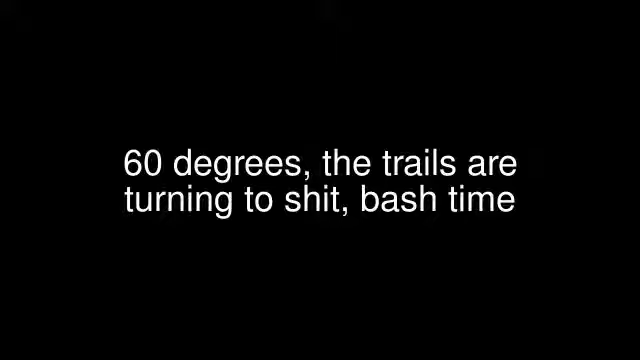 60 degrees, the trails are
turning to shit, bash time